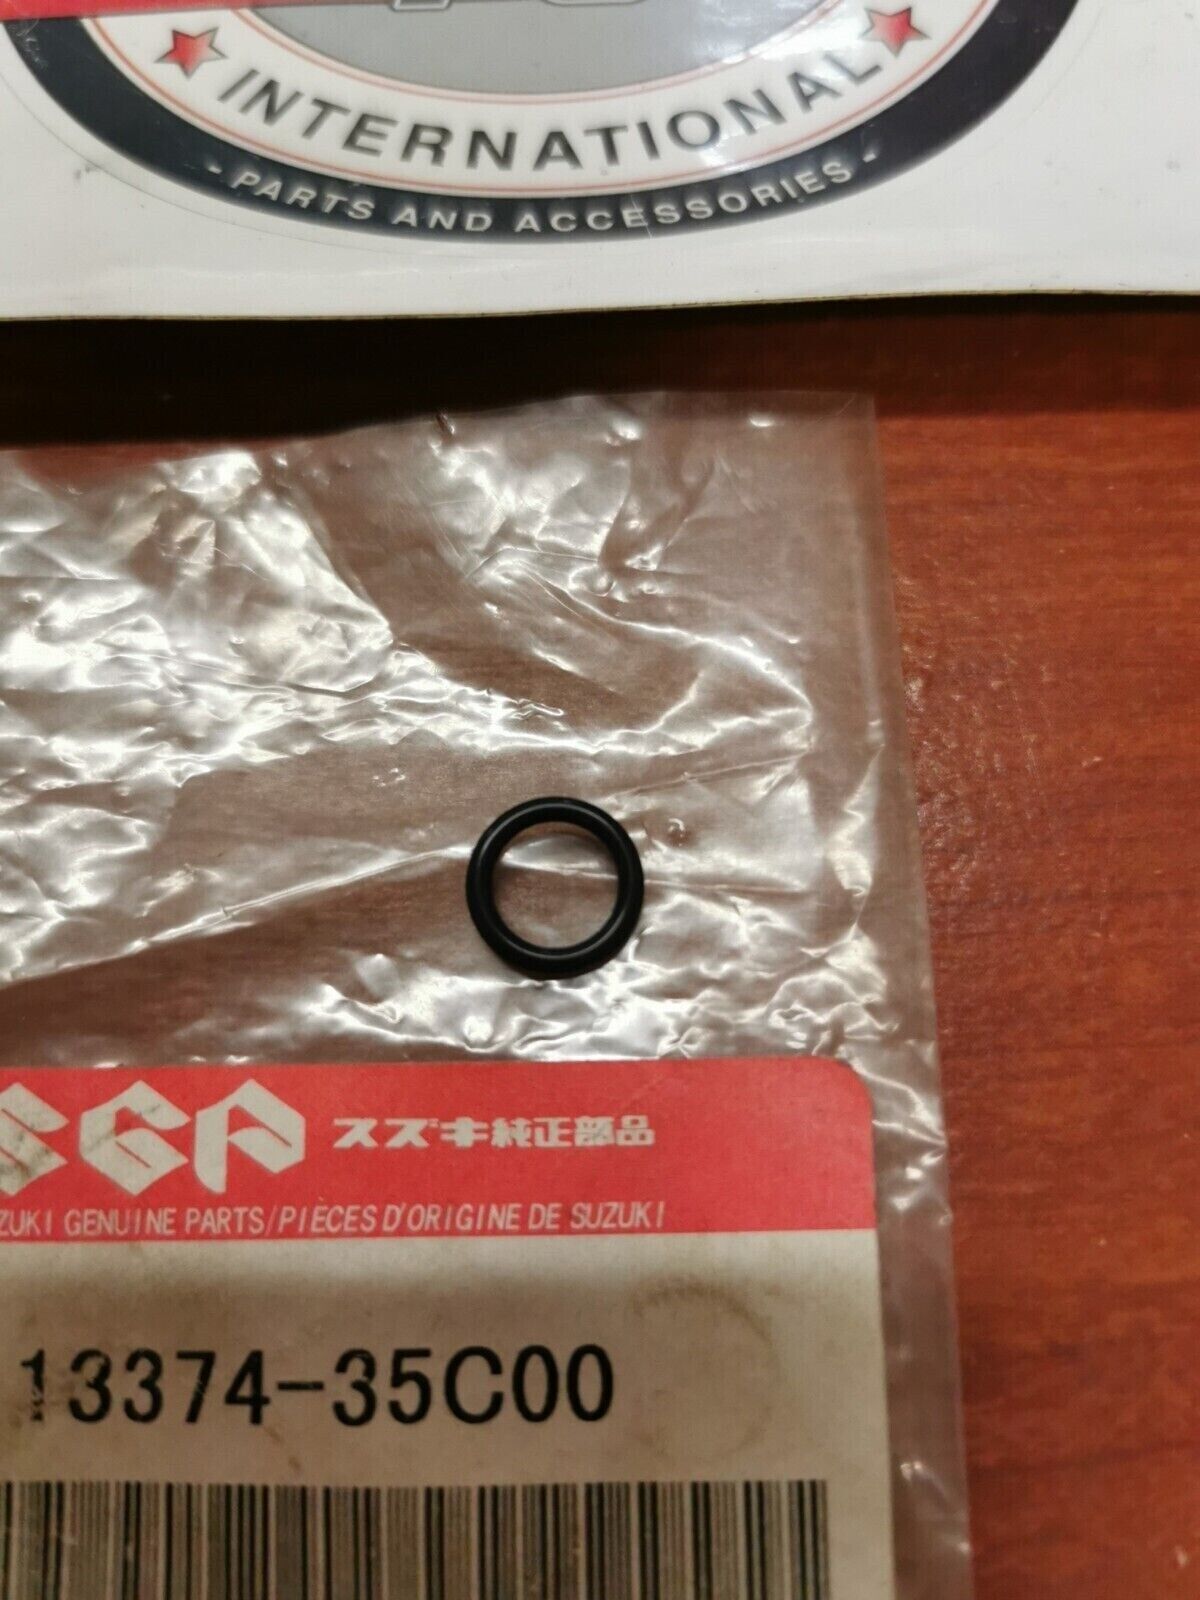 INTERNATIONAL
- PARTS AND ACCESSORIES -
SGP スズキ純正部品
ZUKI GENUINE PARTS/PIÈCES D'ORIGINE DE SUZUKI
13374-35C00